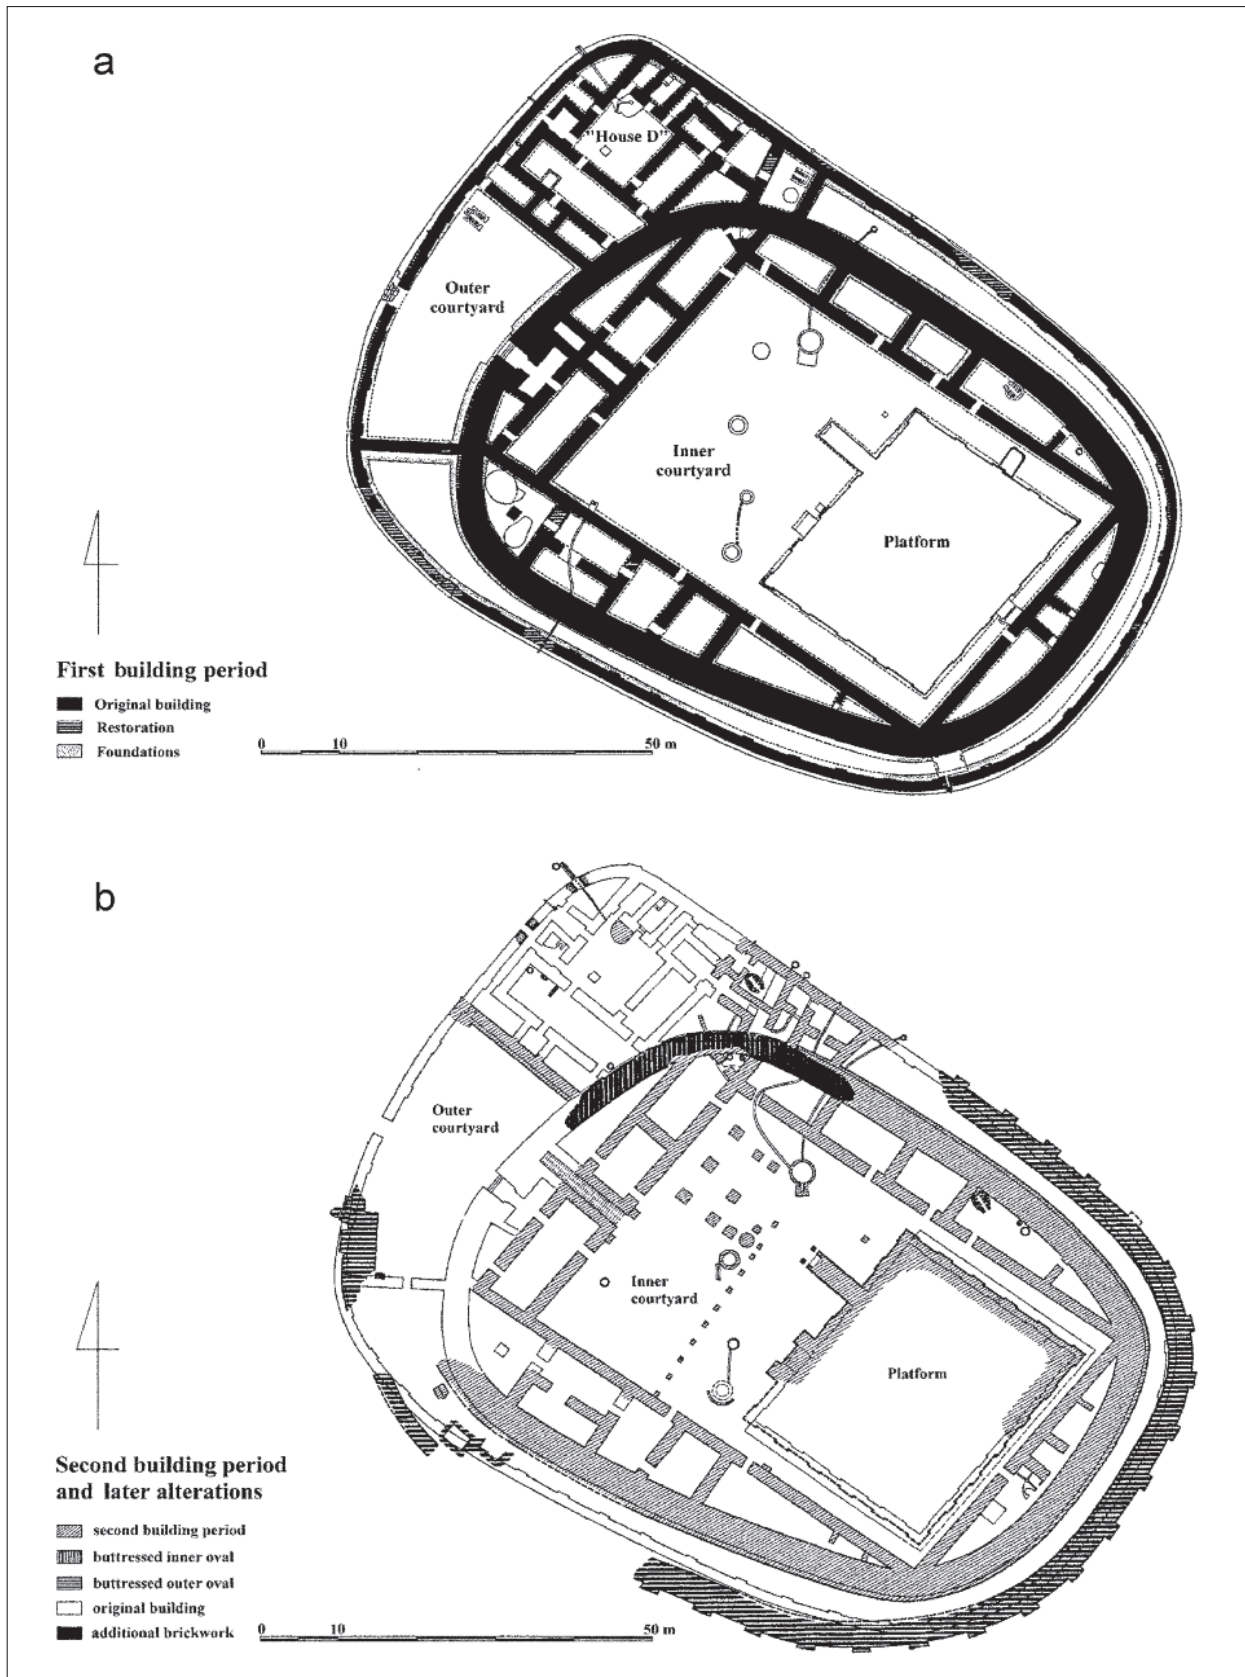 a
"House D"
Outer
courtyard
Inner
courtyard
Platform
First building period
Original building
Restoration
Foundations
0 10 50 m
b
Outer
courtyard
Inner
courtyard
Platform
Second building period
and later alterations
second building period
buttressed inner oval
buttressed outer oval
original building
additional brickwork
0 10 50 m